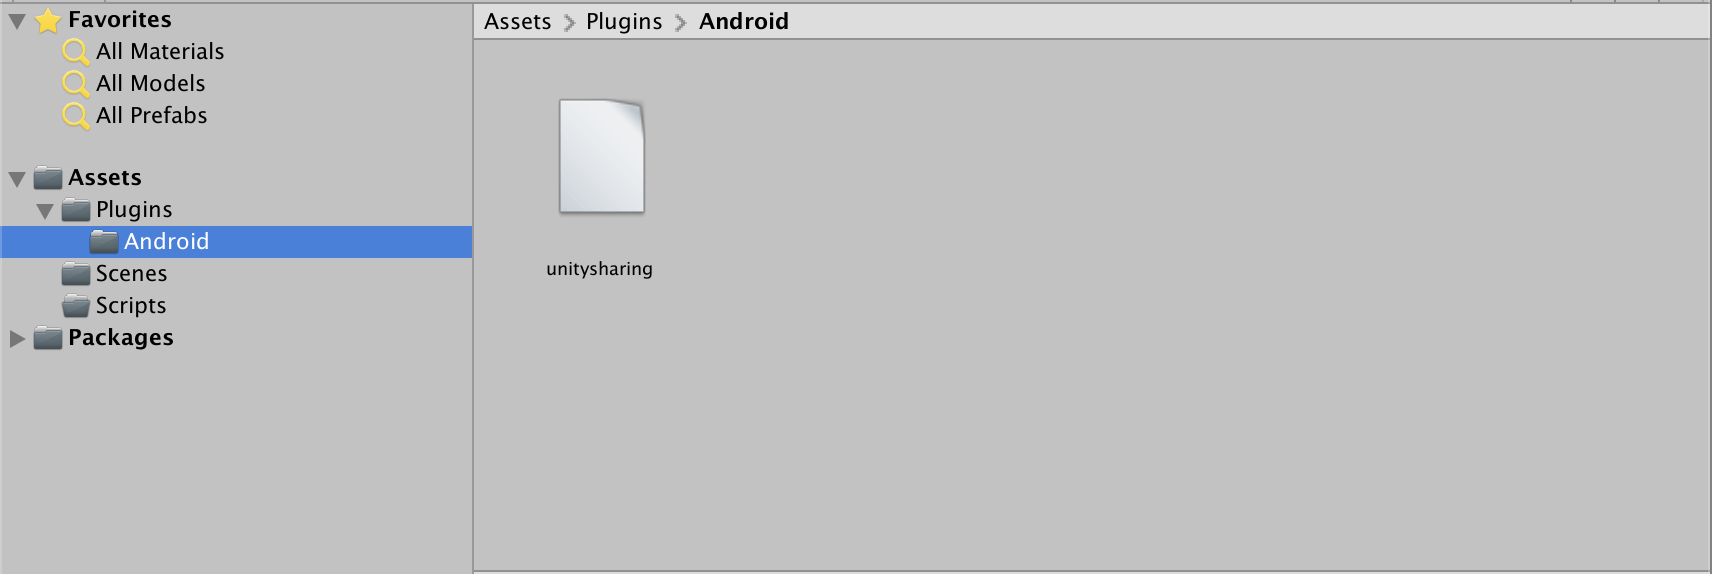 Favorites
All Materials
All Models
All Prefabs
Assets
Plugins
Android
Scenes
Scripts
Packages
Assets > Plugins > Android
unitysharing